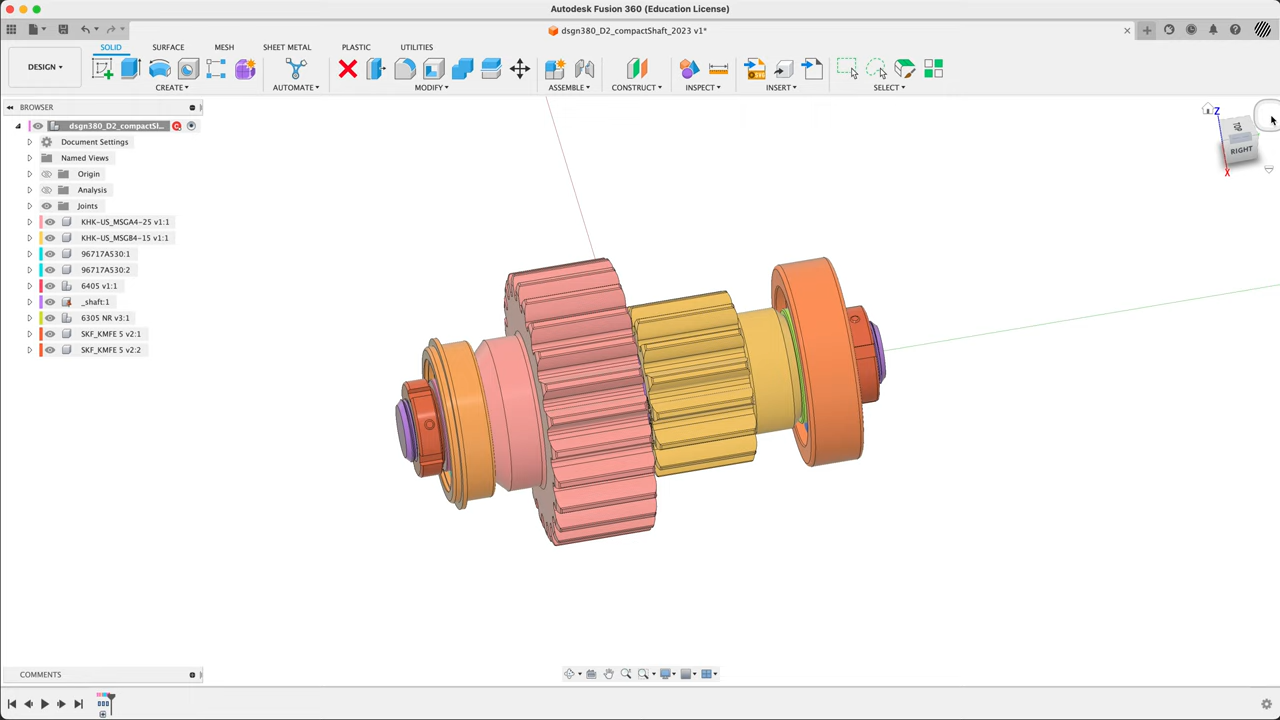 Autodesk Fusion 360 (Education License)
dsgn380_D2_compactShaft_2023 v1*
SOLID SURFACE MESH SHEET METAL PLASTIC UTILITIES
DESIGN
CREATE AUTOMATE MODIFY ASSEMBLE CONSTRUCT INSPECT INSERT SELECT
BROWSER
dsgn380_D2_compactSh...
Document Settings
Named Views
Origin
Analysis
Joints
KHK-US_MSGA4-25 v1:1
KHK-US_MSGB4-15 v1:1
96717A530:1
96717A530:2
6405 v1:1
_shaft:1
6305 NR v3:1
SKF_KMFE 5 v2:1
SKF_KMFE 5 v2:2
Z
RIGHT
X
COMMENTS